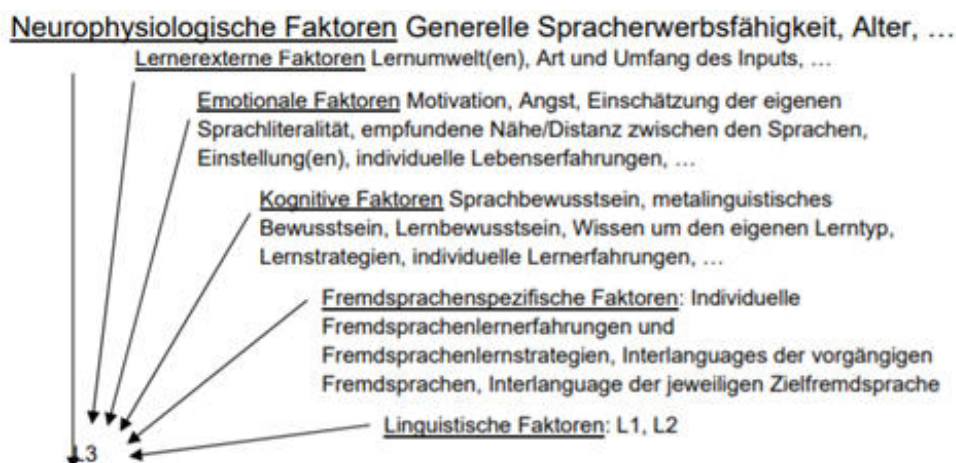 Neurophysiologische Faktoren Generelle Spracherwerbsfähigkeit, Alter, …
Lernerexterne Faktoren Lernumwelt(en), Art und Umfang des Inputs, …
Emotionale Faktoren Motivation, Angst, Einschätzung der eigenen
Sprachliteralität, empfundene Nähe/Distanz zwischen den Sprachen,
Einstellung(en), individuelle Lebenserfahrungen, …
Kognitive Faktoren Sprachbewusstsein, metalinguistisches
Bewusstsein, Lernbewusstsein, Wissen um den eigenen Lerntyp,
Lernstrategien, individuelle Lernerfahrungen, …
Fremdsprachenspezifische Faktoren: Individuelle
Fremdsprachenlernerfahrungen und
Fremdsprachenlernstrategien, Interlanguages der vorgängigen
Fremdsprachen, Interlanguage der jeweiligen Zielfremdsprache
Linguistische Faktoren: L1, L2
L3